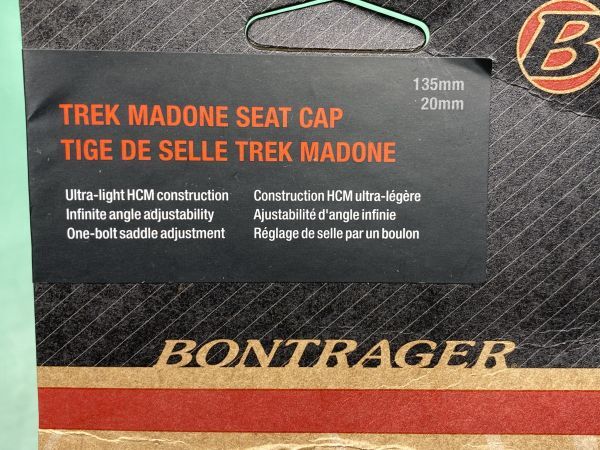 B
135mm
20mm
TREK MADONE SEAT CAP
TIGE DE SELLE TREK MADONE
Ultra-light HCM construction
Infinite angle adjustability
One-bolt saddle adjustment
Construction HCM ultra-légère
Ajustabilité d'angle infinie
Réglage de selle par un boulon
BONTRAGER